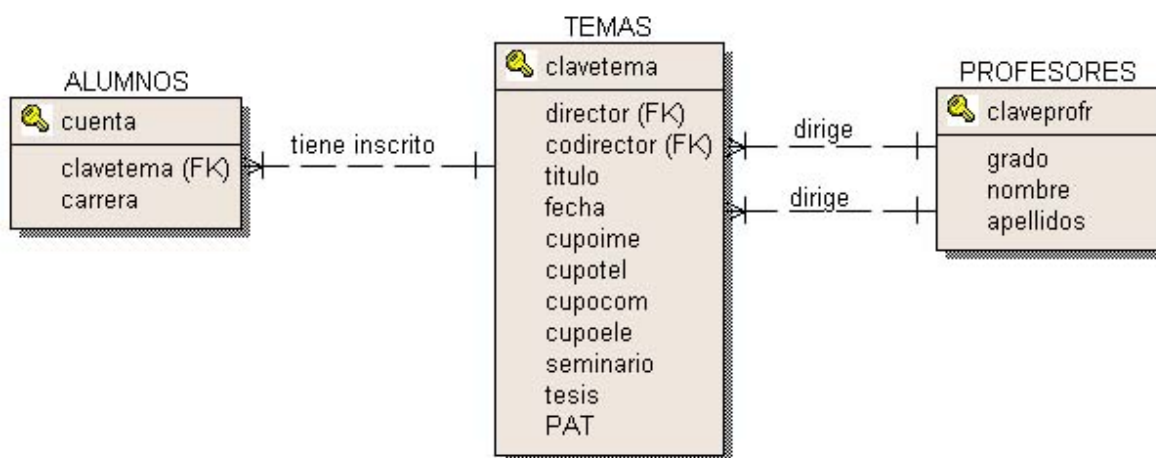 ALUMNOS
cuenta
clavetema (FK)
carrera
tiene inscrito
TEMAS
clavetema
director (FK)
codirector (FK)
titulo
fecha
cupoime
cupotel
cupocom
cupoele
seminario
tesis
PAT
dirige
dirige
PROFESORES
claveprofr
grado
nombre
apellidos